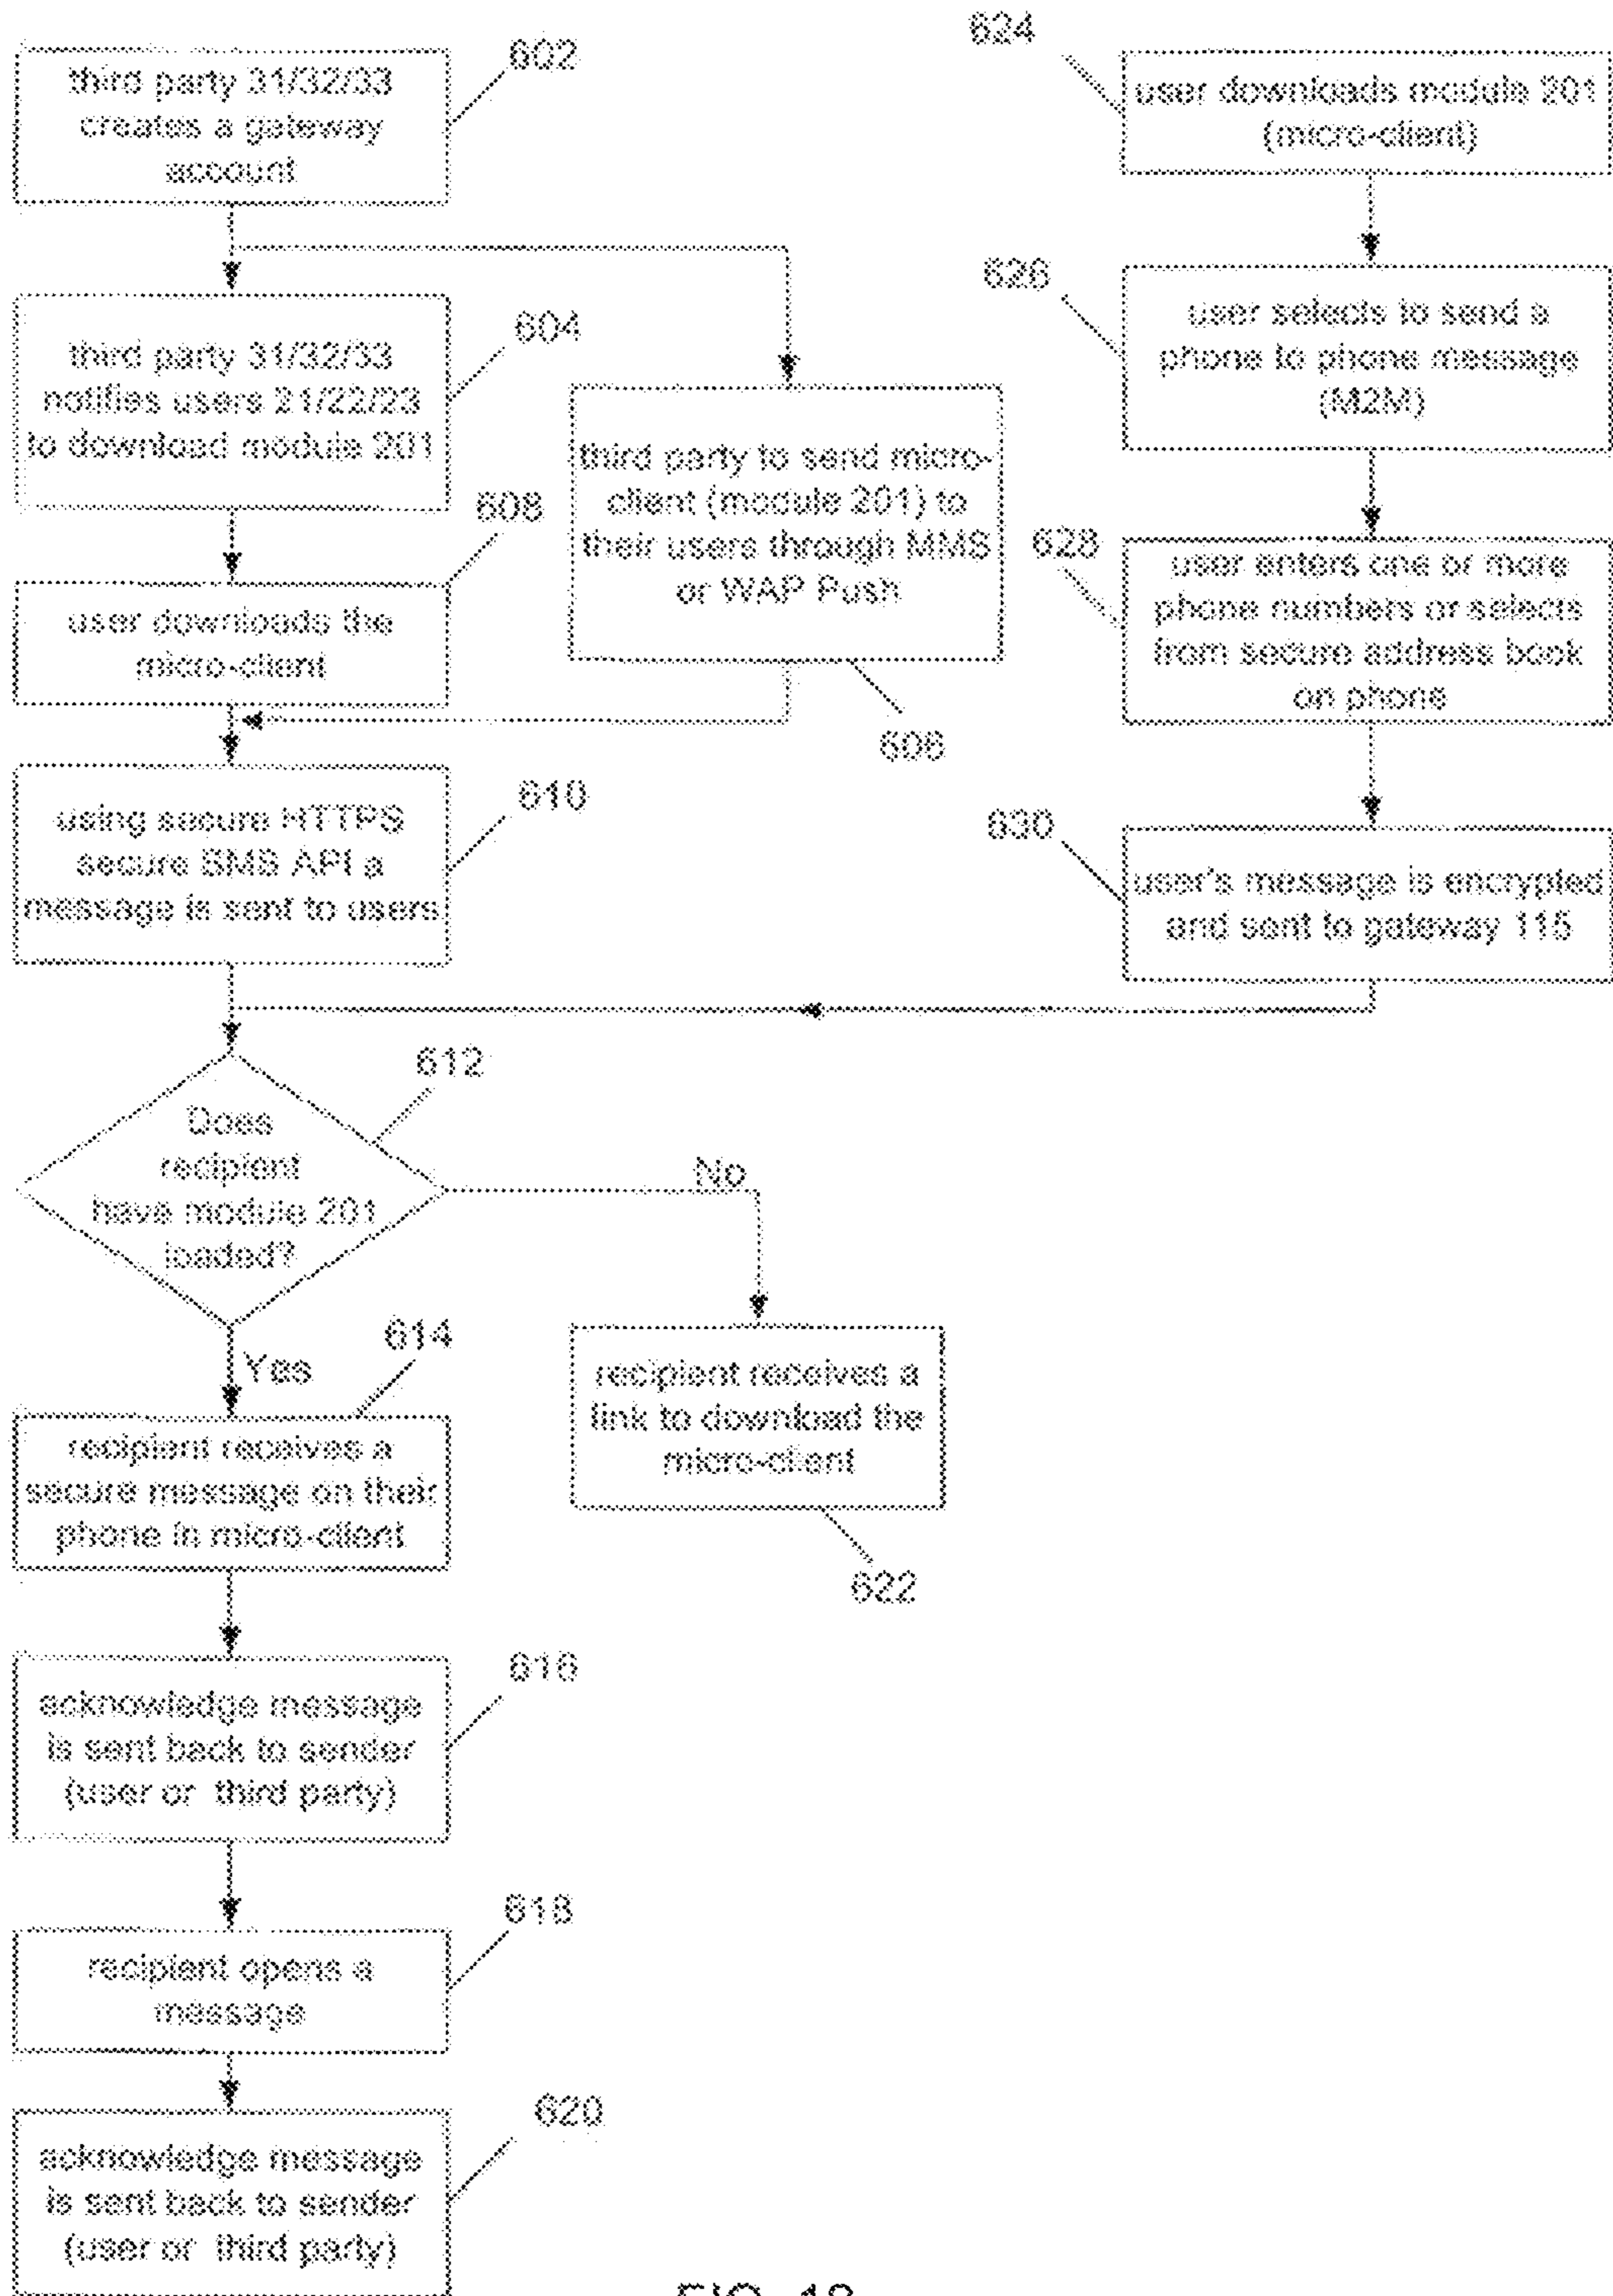 602
third party 31/32/33
creates a gateway
account
604
third party 31/32/33
notifies users 21/22/23
to download module 201
608
user downloads the
micro-client
third party to send micro-
client (module 201) to
their users through MMS
or WAP Push
606
610
using secure HTTPS
secure SMS API a
message is sent to users
624
user downloads module 201
(micro-client)
626
user selects to send a
phone to phone message
(M2M)
628
user enters one or more
phone numbers or selects
from secure address book
on phone
630
user's message is encrypted
and sent to gateway 115
612
Does
recipient
have module 201
loaded?
No
Yes
614
recipient receives a
secure message on their
phone in micro-client
recipient receives a
link to download the
micro-client
622
616
acknowledge message
is sent back to sender
(user or third party)
618
recipient opens a
message
620
acknowledge message
is sent back to sender
(user or third party)